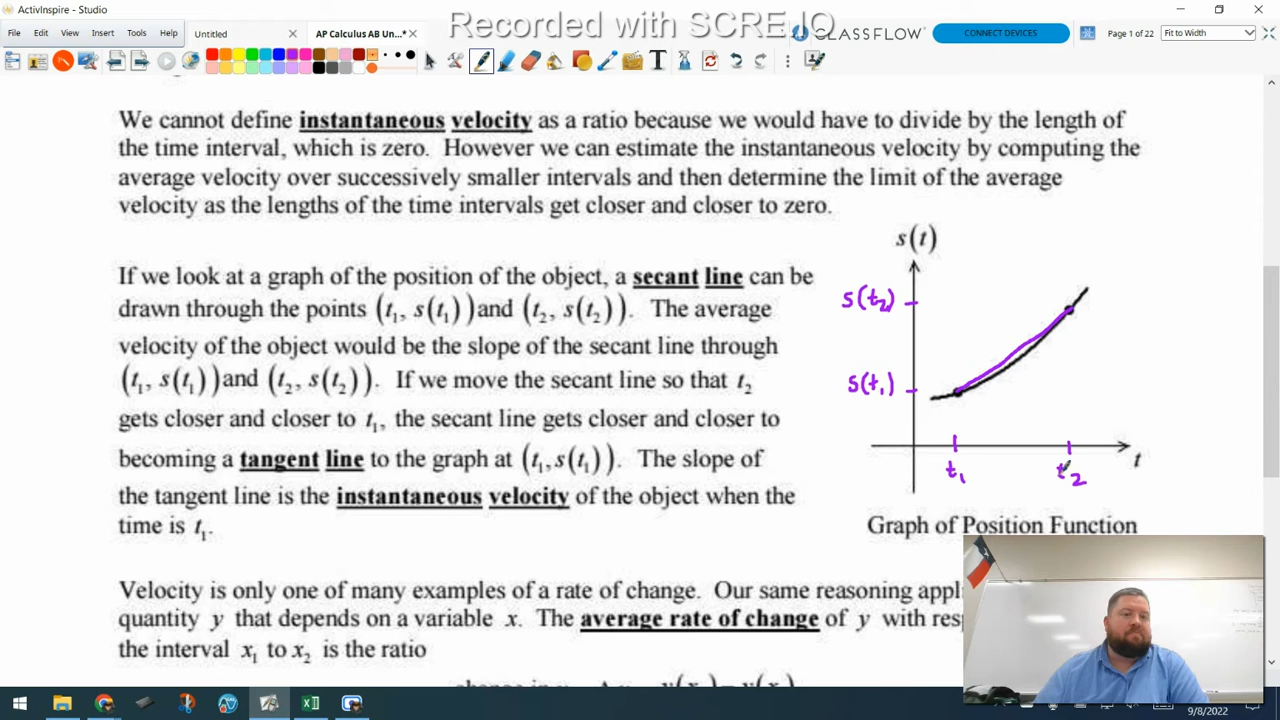 ActivInspire - Studio
Recorded with SCRE.IO
File Edit View Insert Tools Help
Untitled
AP Calculus AB Un...*
CLASSFLOW
CONNECT DEVICES
Page 1 of 22
Fit to Width
We cannot define instantaneous velocity as a ratio because we would have to divide by the length of
the time interval, which is zero. However we can estimate the instantaneous velocity by computing the
average velocity over successively smaller intervals and then determine the limit of the average
velocity as the lengths of the time intervals get closer and closer to zero.
If we look at a graph of the position of the object, a secant line can be
drawn through the points (t₁, s(t₁)) and (t₂, s(t₂)). The average
velocity of the object would be the slope of the secant line through
(t₁, s(t₁)) and (t₂, s(t₂)). If we move the secant line so that t₂
gets closer and closer to t₁, the secant line gets closer and closer to
becoming a tangent line to the graph at (t₁, s(t₁)). The slope of
the tangent line is the instantaneous velocity of the object when the
time is t₁.
s(t)
s(t₂)
s(t₁)
t₁ t₂ t
Graph of Position Function
Velocity is only one of many examples of a rate of change. Our same reasoning
quantity y that depends on a variable x. The average rate of change of y with
the interval x₁ to x₂ is the ratio
9/8/2022